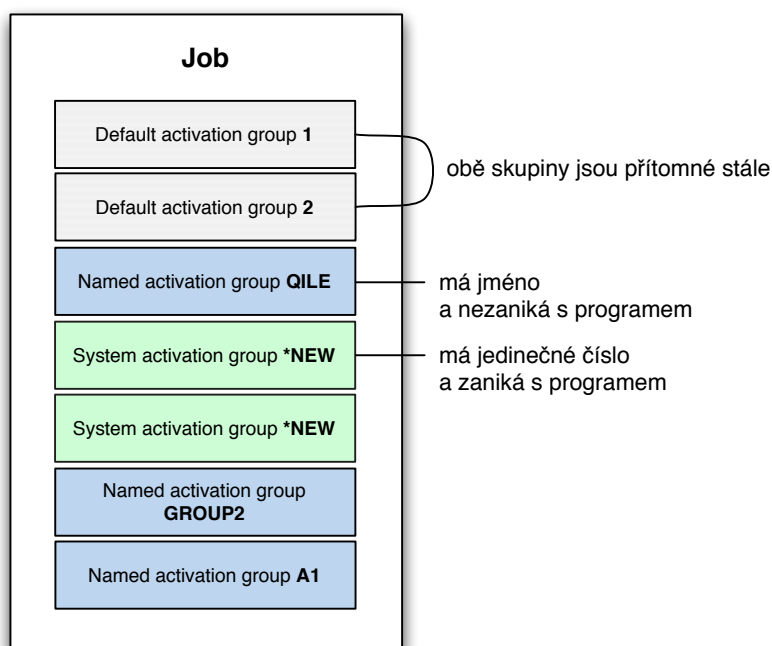 Job
Default activation group 1
Default activation group 2
obě skupiny jsou přítomné stále
Named activation group QILE
má jméno
a nezaniká s programem
System activation group *NEW
má jedinečné číslo
a zaniká s programem
System activation group *NEW
Named activation group
GROUP2
Named activation group A1